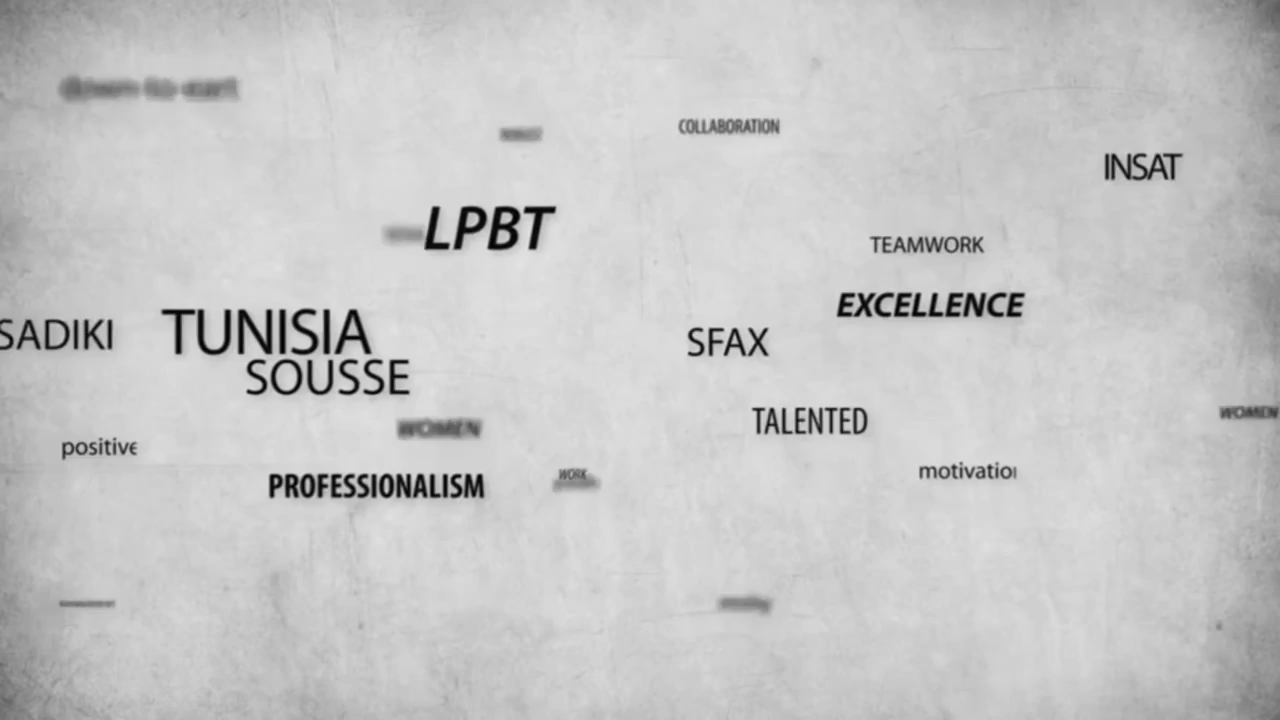 COLLABORATION
INSAT
LPBT
TEAMWORK
EXCELLENCE
SADIKI
TUNISIA
SFAX
SOUSSE
WOMEN
TALENTED
WOMEN
positive
motivatio
WORK
PROFESSIONALISM